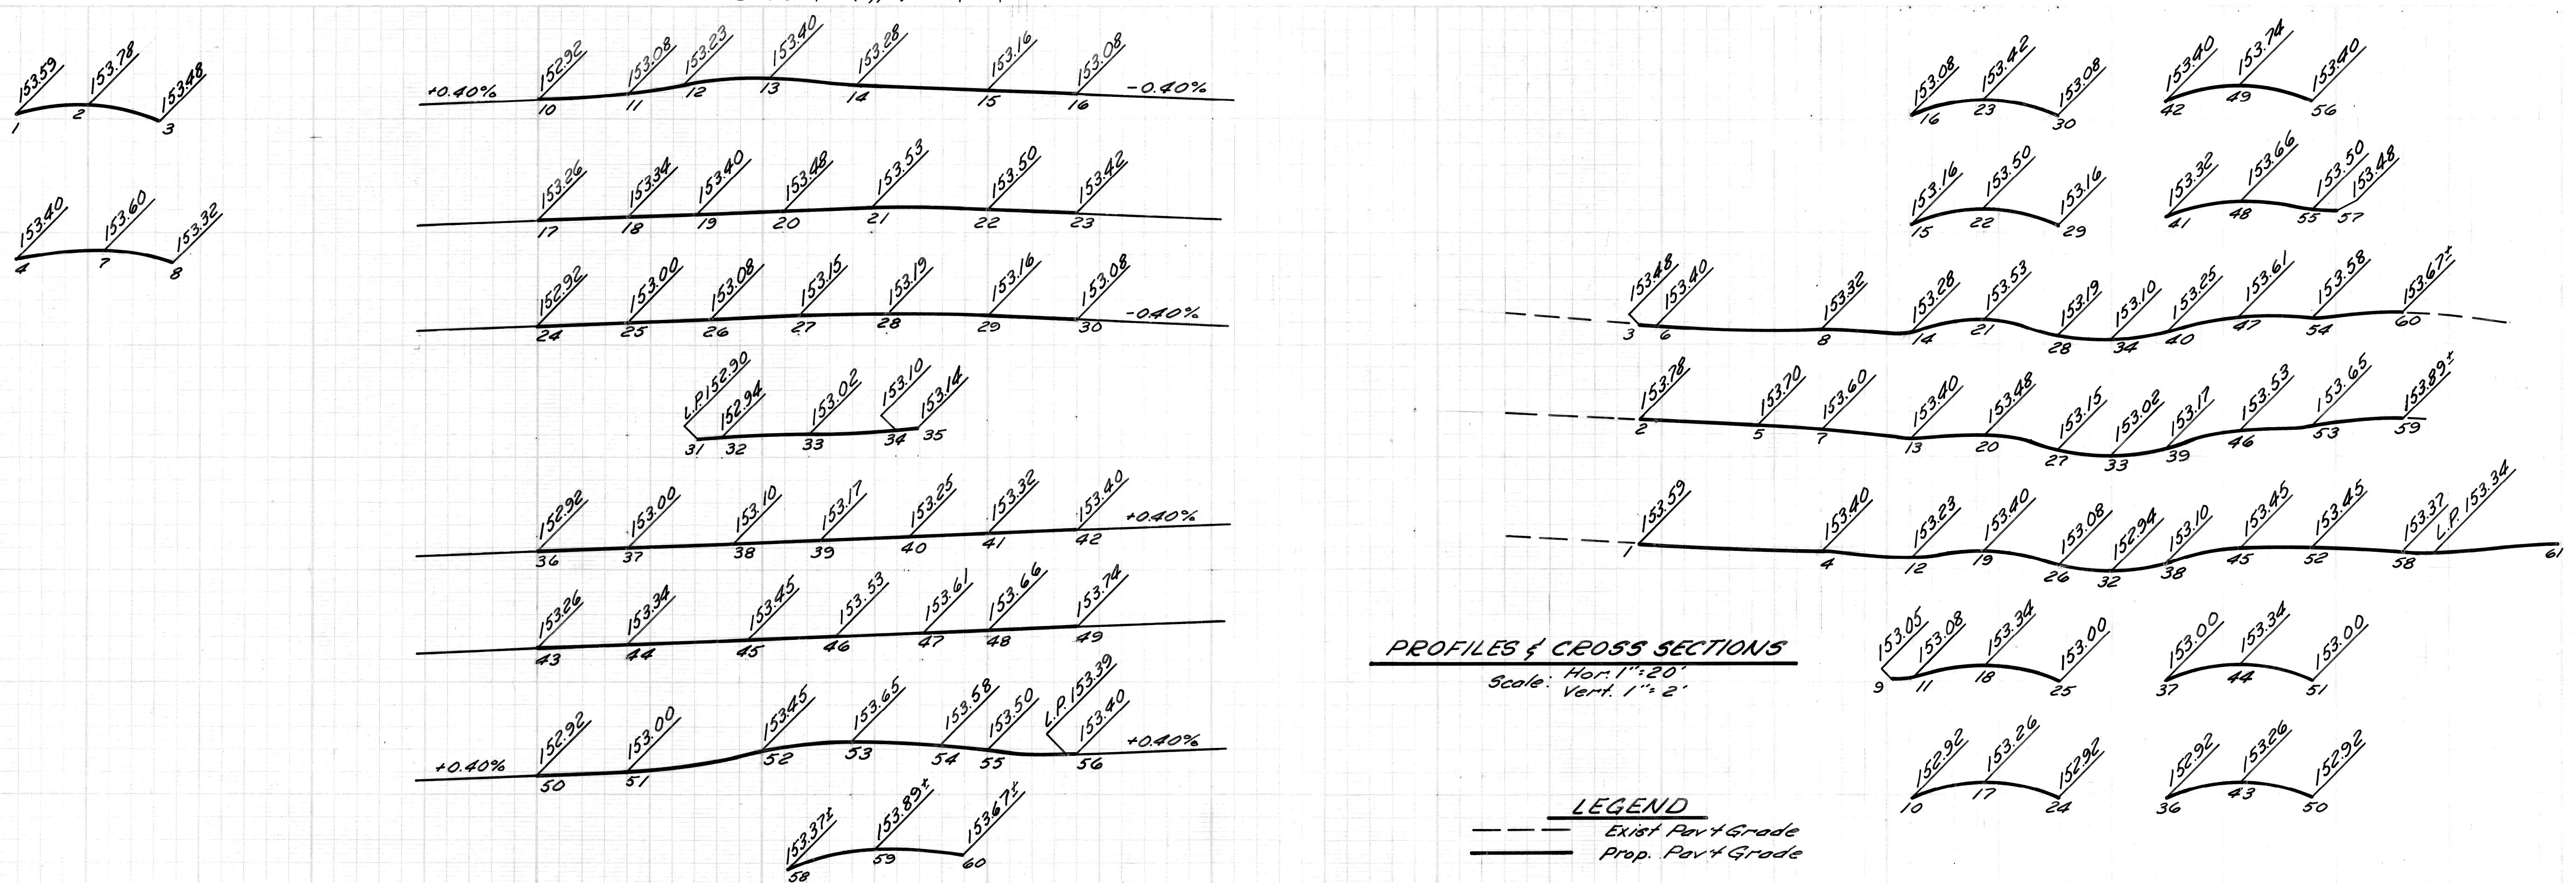 153.59 153.78 153.48
1 2 3
153.40 153.60 153.32
4 7 8
152.92 153.08 153.23 153.40 153.28 153.16 153.08
+0.40% -0.40%
10 11 12 13 14 15 16
153.26 153.34 153.40 153.48 153.53 153.50 153.42
17 18 19 20 21 22 23
152.92 153.00 153.08 153.15 153.19 153.16 153.08
-0.40%
24 25 26 27 28 29 30
L.P. 152.90 152.94 153.02 153.10 153.14
31 32 33 34 35
152.92 153.00 153.10 153.17 153.25 153.32 153.40
+0.40%
36 37 38 39 40 41 42
153.26 153.34 153.45 153.53 153.61 153.66 153.74
43 44 45 46 47 48 49
152.92 153.00 153.45 153.65 153.58 153.50 L.P. 153.39 153.40
+0.40% +0.40%
50 51 52 53 54 55 56
153.37± 153.89± 153.67±
58 59 60
153.08 153.42 153.08
16 23 30
153.40 153.74 153.40
42 49 56
153.16 153.50 153.16
15 22 29
153.32 153.66 153.50 153.48
41 48 55 57
153.48 153.40 153.32 153.28 153.53 153.19 153.10 153.25 153.61 153.58 153.67±
3 6 8 14 21 28 34 40 47 54 60
153.78 153.70 153.60 153.40 153.48 153.15 153.02 153.17 153.53 153.65 153.89±
2 5 7 13 20 27 33 39 46 53 59
153.59 153.40 153.23 153.40 153.08 152.94 153.10 153.45 153.45 153.37 L.P. 153.34
1 4 12 19 26 32 38 45 52 58 61
153.05 153.08 153.34 153.00
9 11 18 25
153.00 153.34 153.00
37 44 51
152.92 153.26 152.92
10 17 24
152.92 153.26 152.92
36 43 50
PROFILES & CROSS SECTIONS
Scale: Hor. 1"=20'
Vert. 1"=2'
LEGEND
Exist Pav't Grade
Prop. Pav't Grade